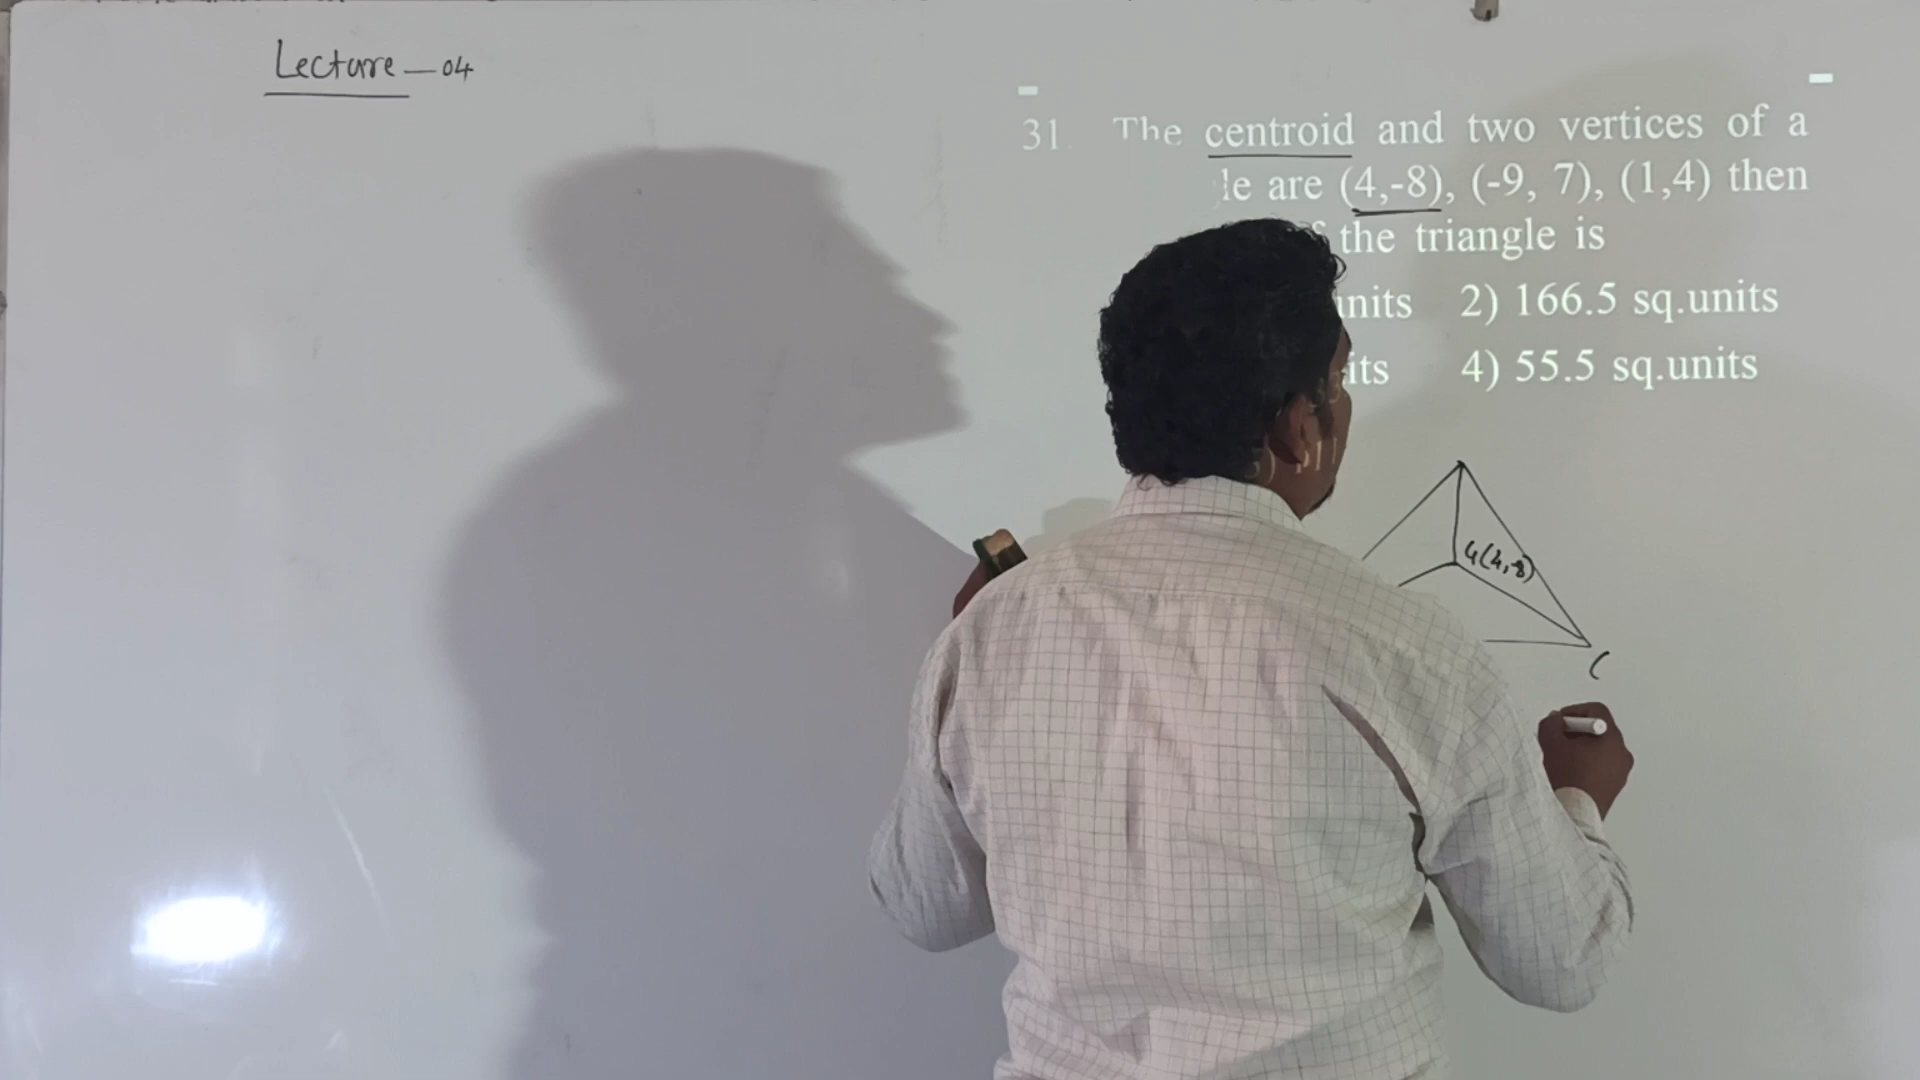 Lecture - 04
31. The centroid and two vertices of a
le are (4,-8), (-9, 7), (1,4) then
the triangle is
units 2) 166.5 sq.units
its 4) 55.5 sq.units
G(4,-8)